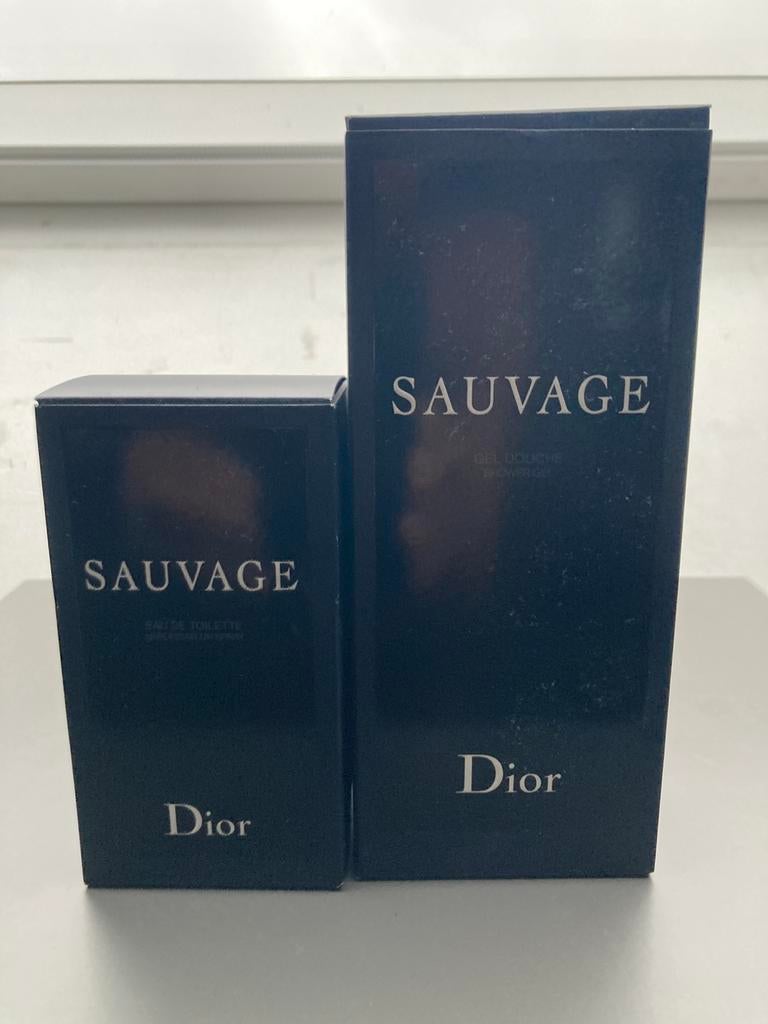 SAUVAGE
EAU DE TOILETTE
Dior
SAUVAGE
GEL DOUCHE
SHOWER GEL
Dior